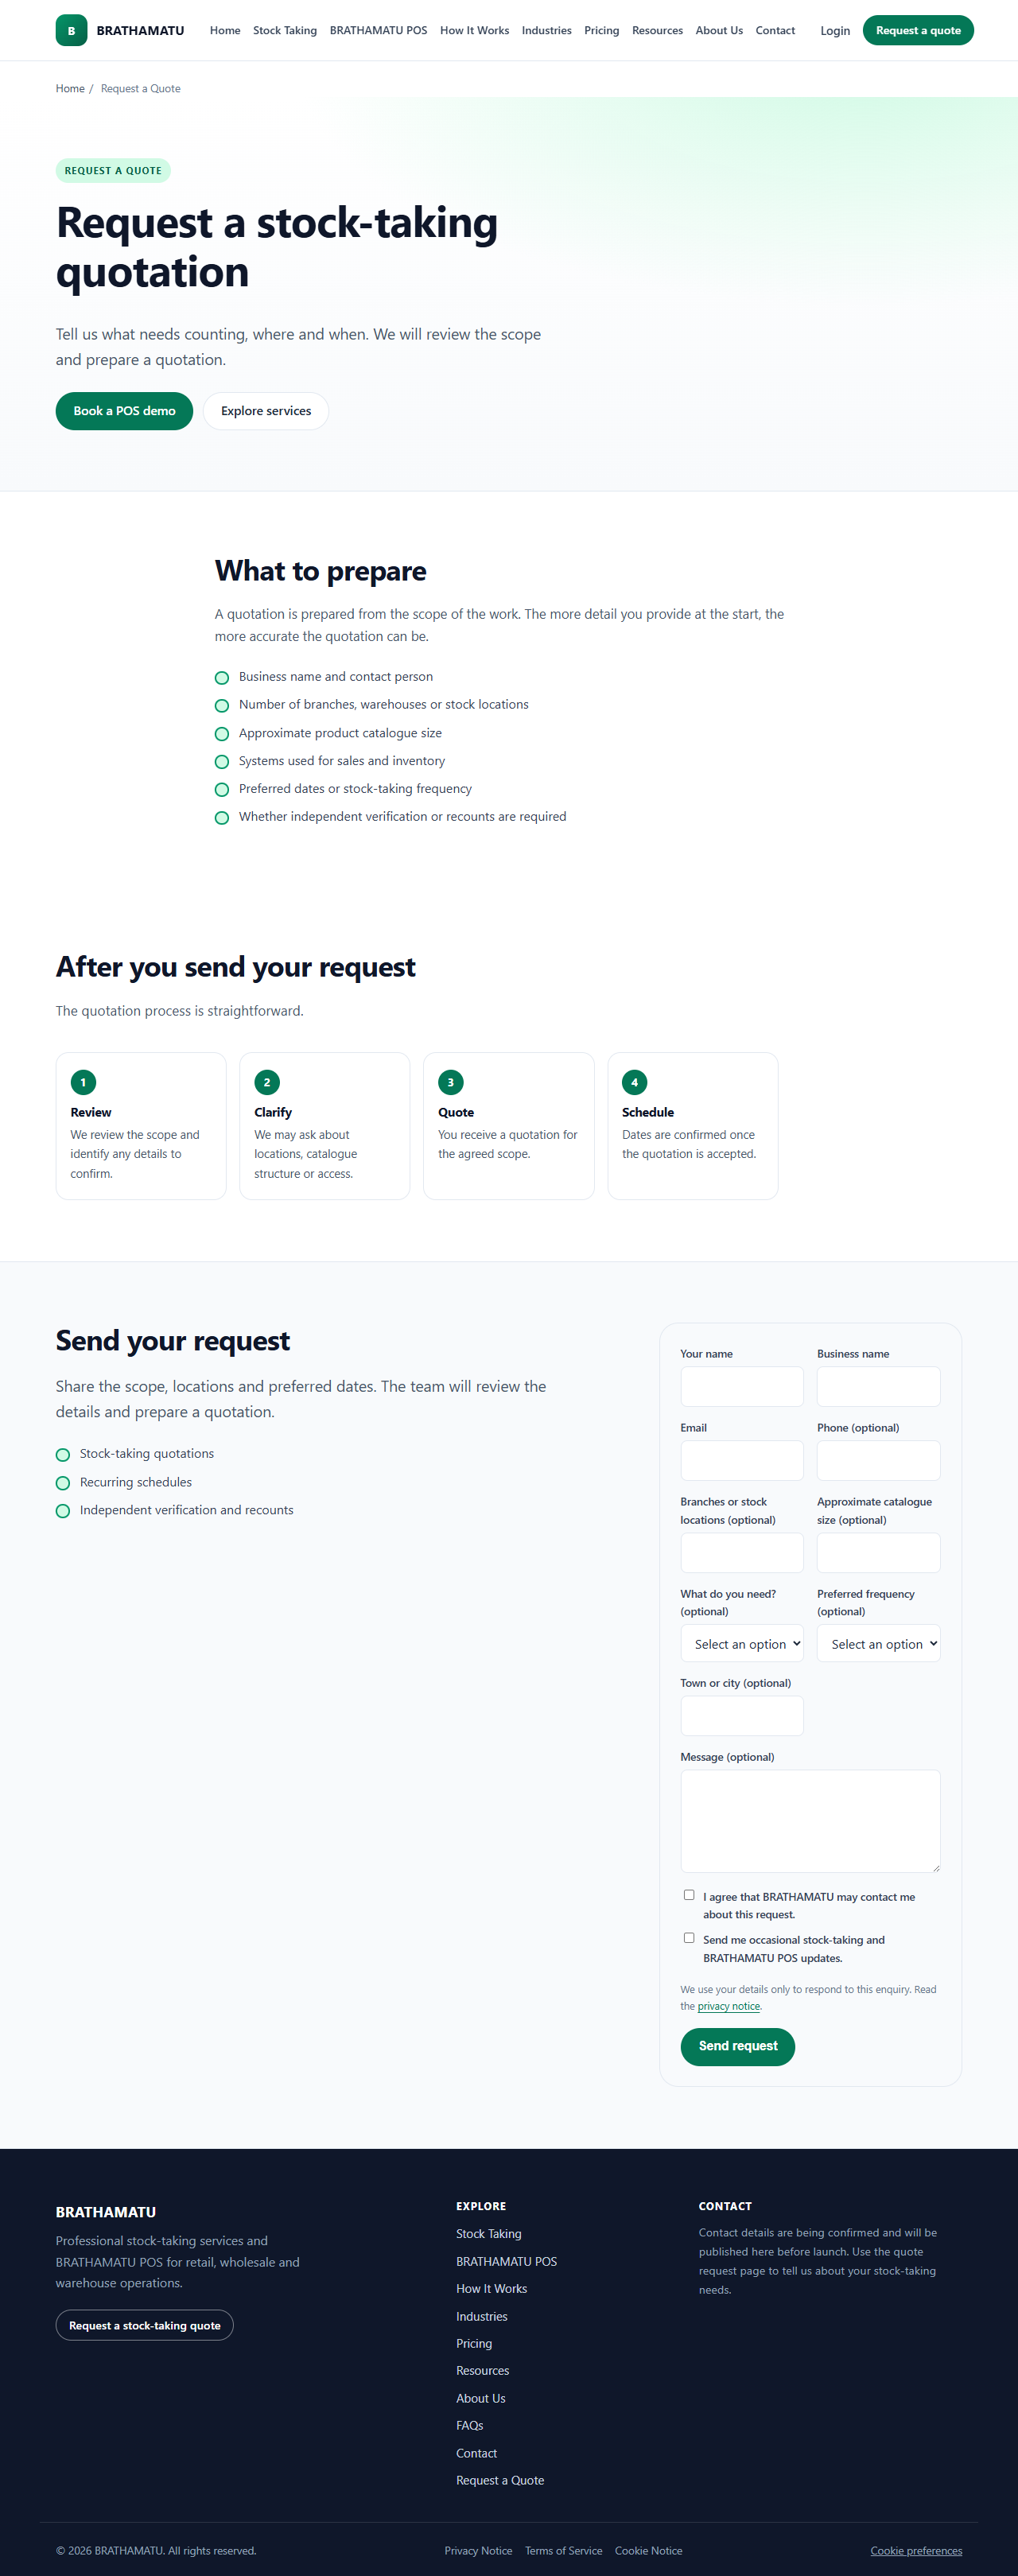 B BRATHAMATU Home Stock Taking BRATHAMATU POS How It Works Industries Pricing Resources About Us Contact Login Request a quote
Home / Request a Quote
REQUEST A QUOTE
Request a stock-taking
quotation
Tell us what needs counting, where and when. We will review the scope
and prepare a quotation.
Book a POS demo Explore services
What to prepare
A quotation is prepared from the scope of the work. The more detail you provide at the start, the
more accurate the quotation can be.
Business name and contact person
Number of branches, warehouses or stock locations
Approximate product catalogue size
Systems used for sales and inventory
Preferred dates or stock-taking frequency
Whether independent verification or recounts are required
After you send your request
The quotation process is straightforward.
1
Review
We review the scope and
identify any details to
confirm.
2
Clarify
We may ask about
locations, catalogue
structure or access.
3
Quote
You receive a quotation for
the agreed scope.
4
Schedule
Dates are confirmed once
the quotation is accepted.
Send your request
Share the scope, locations and preferred dates. The team will review the
details and prepare a quotation.
Stock-taking quotations
Recurring schedules
Independent verification and recounts
Your name
Business name
Email
Phone (optional)
Branches or stock
locations (optional)
Approximate catalogue
size (optional)
What do you need?
(optional)
Select an option
Preferred frequency
(optional)
Select an option
Town or city (optional)
Message (optional)
I agree that BRATHAMATU may contact me
about this request.
Send me occasional stock-taking and
BRATHAMATU POS updates.
We use your details only to respond to this enquiry. Read
the privacy notice.
Send request
BRATHAMATU
Professional stock-taking services and
BRATHAMATU POS for retail, wholesale and
warehouse operations.
Request a stock-taking quote
EXPLORE
Stock Taking
BRATHAMATU POS
How It Works
Industries
Pricing
Resources
About Us
FAQs
Contact
Request a Quote
CONTACT
Contact details are being confirmed and will be
published here before launch. Use the quote
request page to tell us about your stock-taking
needs.
© 2026 BRATHAMATU. All rights reserved. Privacy Notice Terms of Service Cookie Notice Cookie preferences